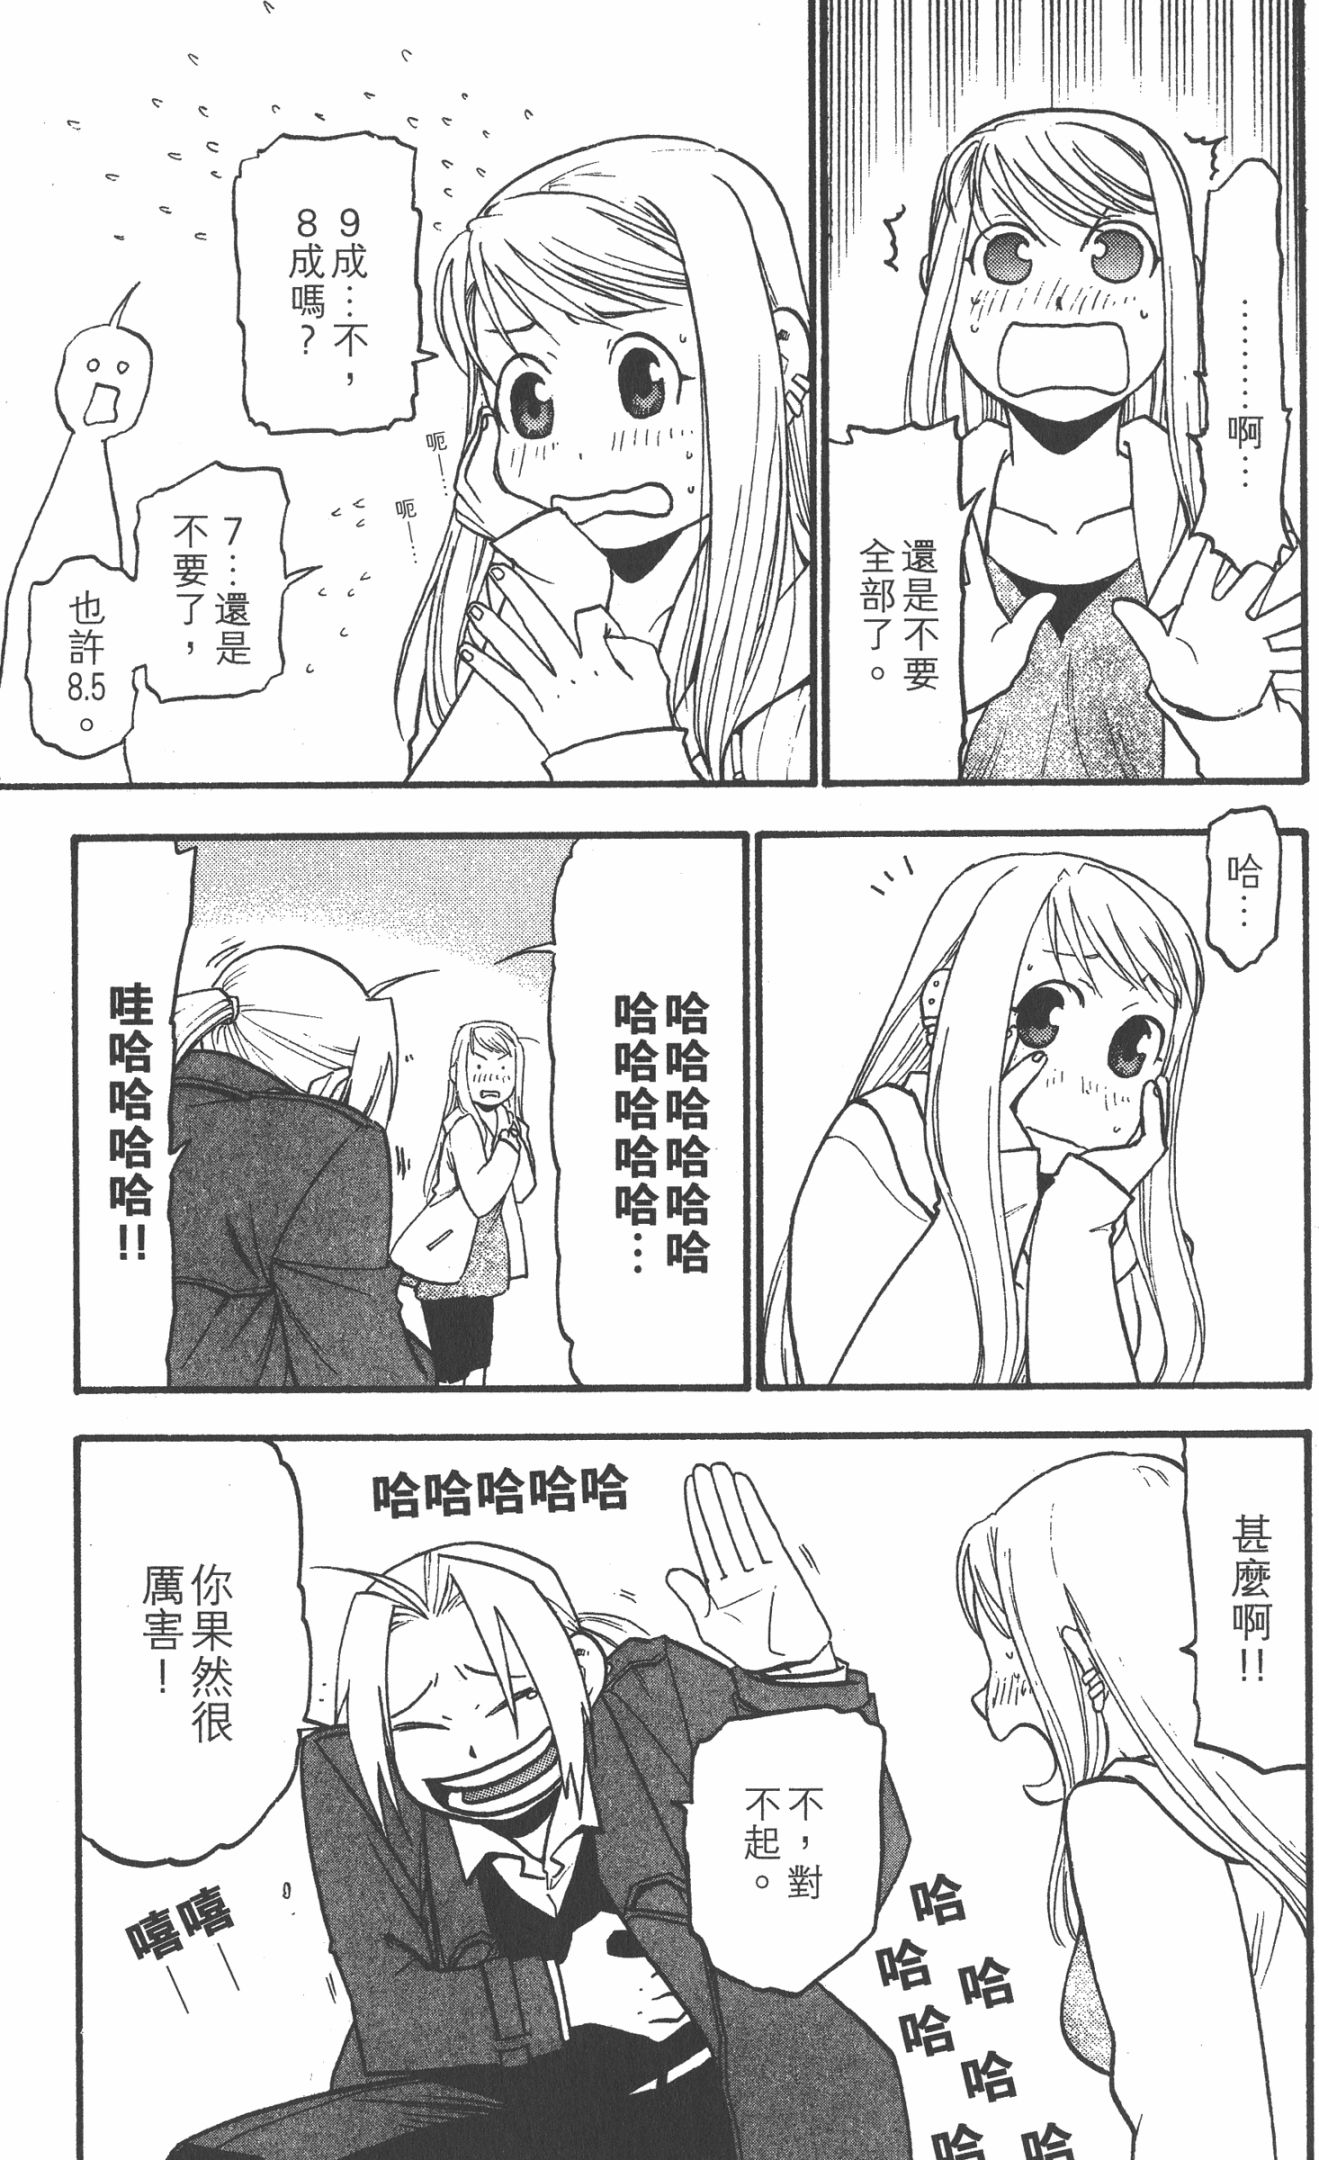 ………啊…
還是不要
全部了。
9成…不，
8成嗎？
呃……
呃……
7…還是
不要了，
也許
8.5。
哈…
哈哈哈哈哈哈
哈哈哈哈哈…
哇哈哈哈哈!!
甚麼啊!!
哈哈哈哈哈
不，對
不起。
你果然很
厲害！
嘻嘻——
哈哈哈
哈哈哈
哈哈